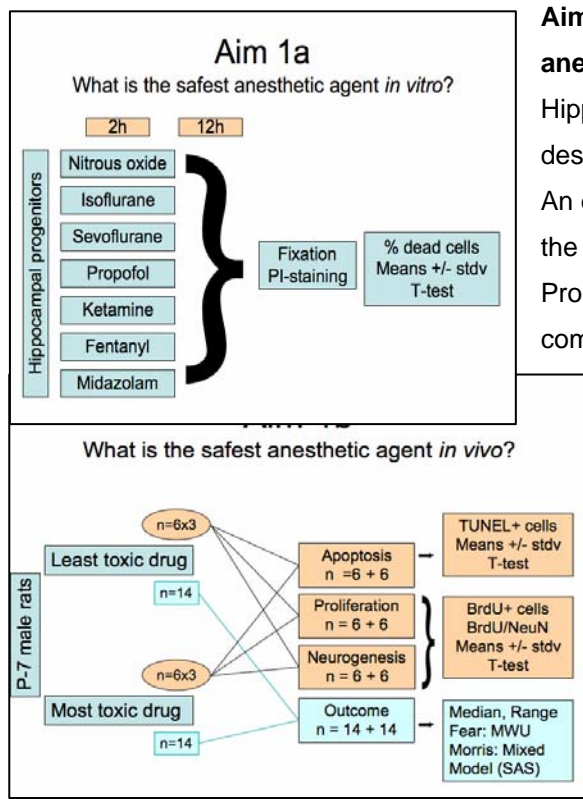 Aim 1a
What is the safest anesthetic agent in vitro?
2h
12h
Hippocampal progenitors
Nitrous oxide
Isoflurane
Sevoflurane
Propofol
Ketamine
Fentanyl
Midazolam
Fixation
PI-staining
% dead cells
Means +/- stdv
T-test
What is the safest anesthetic agent in vivo?
P-7 male rats
n=6x3
Least toxic drug
n=14
n=6x3
Most toxic drug
n=14
Apoptosis
n =6 + 6
Proliferation
n = 6 + 6
Neurogenesis
n = 6 + 6
Outcome
n = 14 + 14
TUNEL+ cells
Means +/- stdv
T-test
BrdU+ cells
BrdU/NeuN
Means +/- stdv
T-test
Median, Range
Fear: MWU
Morris: Mixed
Model (SAS)
Aim
ane
Hipp
des
An
the
Pro
com